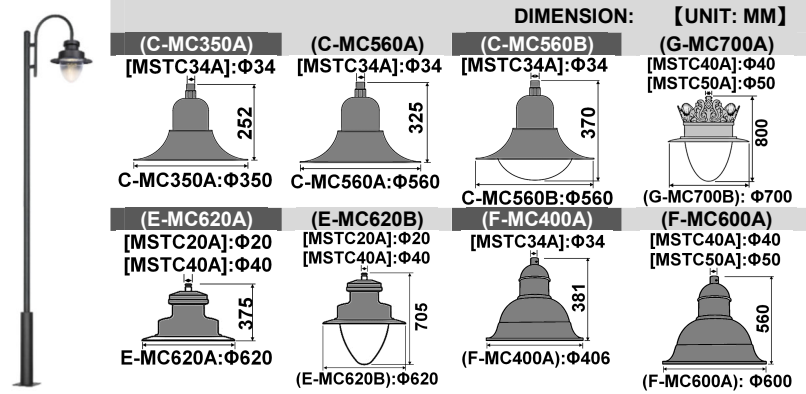 DIMENSION: 【UNIT: MM】
(C-MC350A) (C-MC560A) (C-MC560B) (G-MC700A)
[MSTC34A]:Φ34 [MSTC34A]:Φ34 [MSTC34A]:Φ34 [MSTC40A]:Φ40
[MSTC50A]:Φ50
252 325 370 800
C-MC350A:Φ350 C-MC560A:Φ560 C-MC560B:Φ560 (G-MC700B): Φ700
(E-MC620A) (E-MC620B) (F-MC400A) (F-MC600A)
[MSTC20A]:Φ20 [MSTC20A]:Φ20 [MSTC34A]:Φ34 [MSTC40A]:Φ40
[MSTC40A]:Φ40 [MSTC40A]:Φ40 [MSTC50A]:Φ50
375 705 381 560
E-MC620A:Φ620 (E-MC620B):Φ620 (F-MC400A):Φ406 (F-MC600A): Φ600